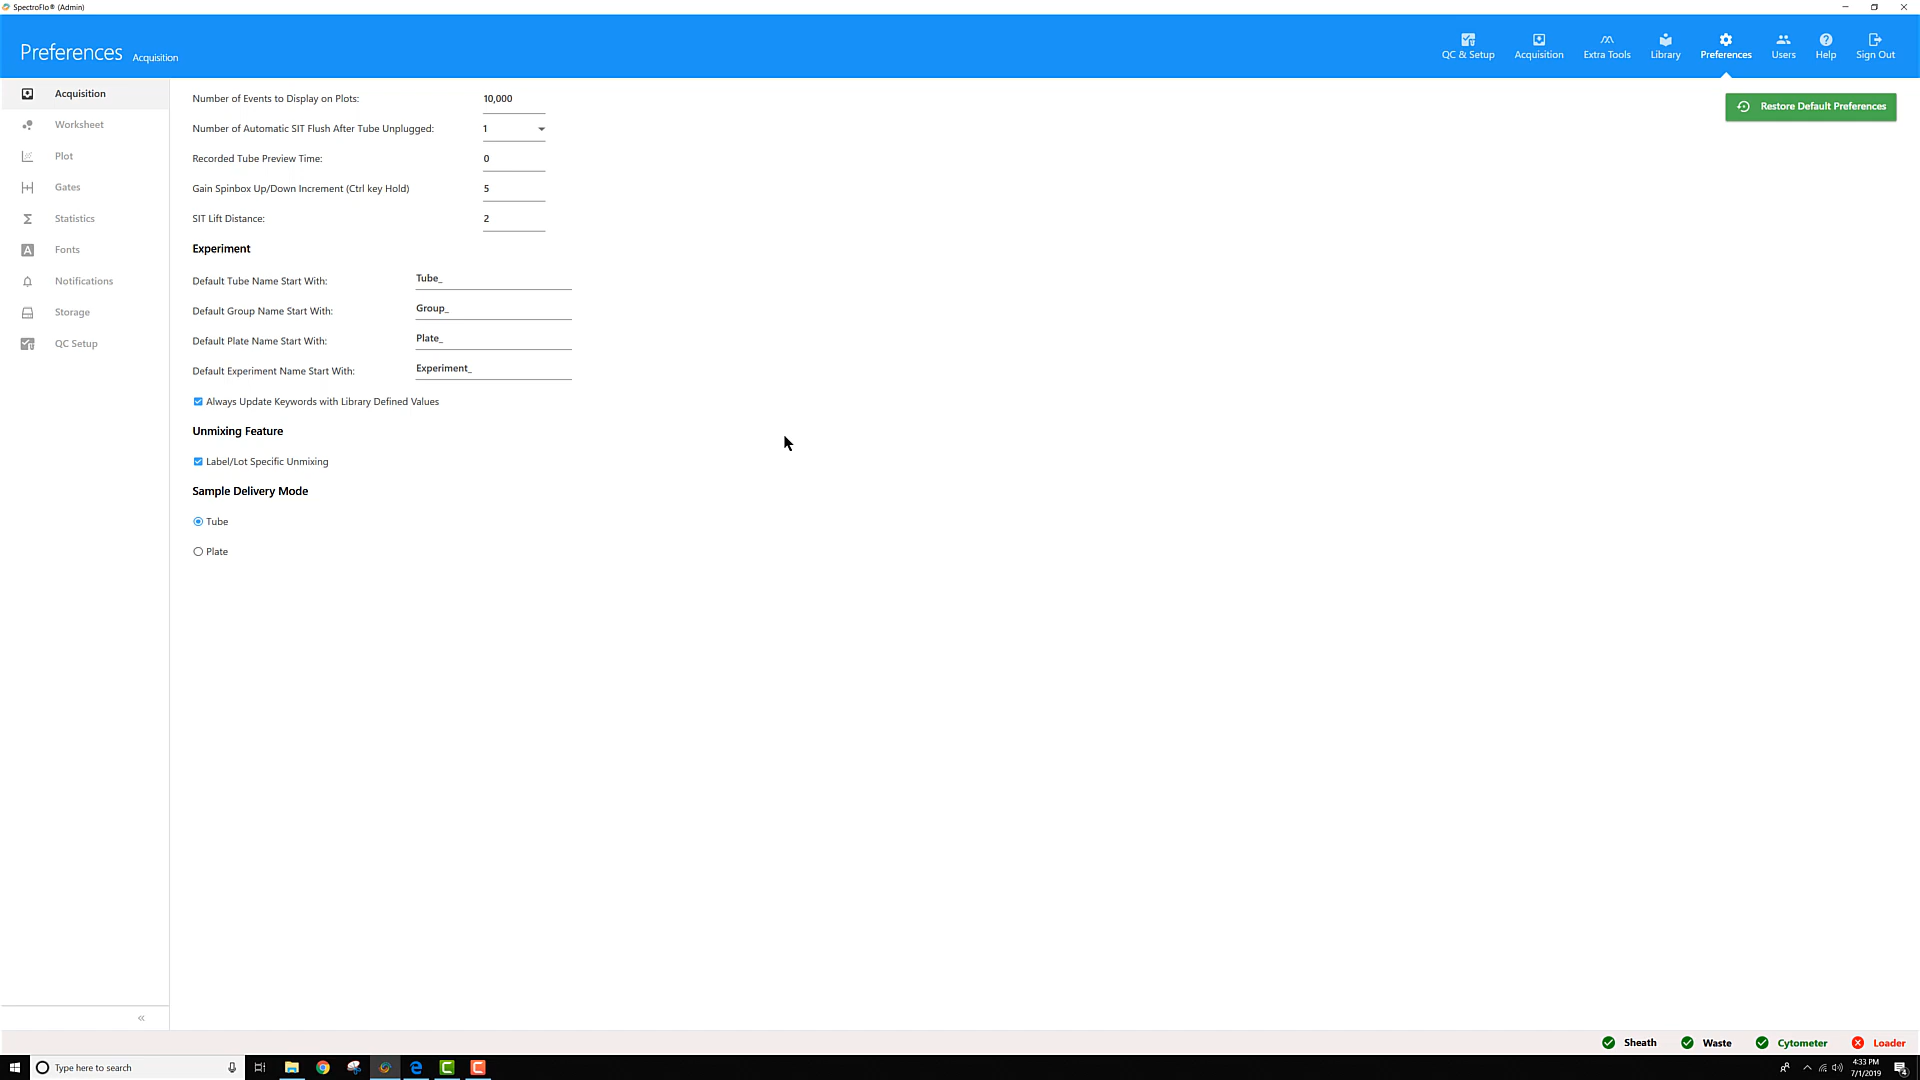 SpectroFlo® (Admin)
Preferences Acquisition
QC & Setup Acquisition Extra Tools Library Preferences Users Help Sign Out
Acquisition
Worksheet
Plot
Gates
Statistics
Fonts
Notifications
Storage
QC Setup
Number of Events to Display on Plots: 10,000
Number of Automatic SIT Flush After Tube Unplugged: 1
Recorded Tube Preview Time: 0
Gain Spinbox Up/Down Increment (Ctrl key Hold) 5
SIT Lift Distance: 2
Experiment
Default Tube Name Start With: Tube_
Default Group Name Start With: Group_
Default Plate Name Start With: Plate_
Default Experiment Name Start With: Experiment_
Always Update Keywords with Library Defined Values
Unmixing Feature
Label/Lot Specific Unmixing
Sample Delivery Mode
Tube
Plate
Restore Default Preferences
«
Sheath Waste Cytometer Loader
Type here to search
4:33 PM
7/1/2019
4